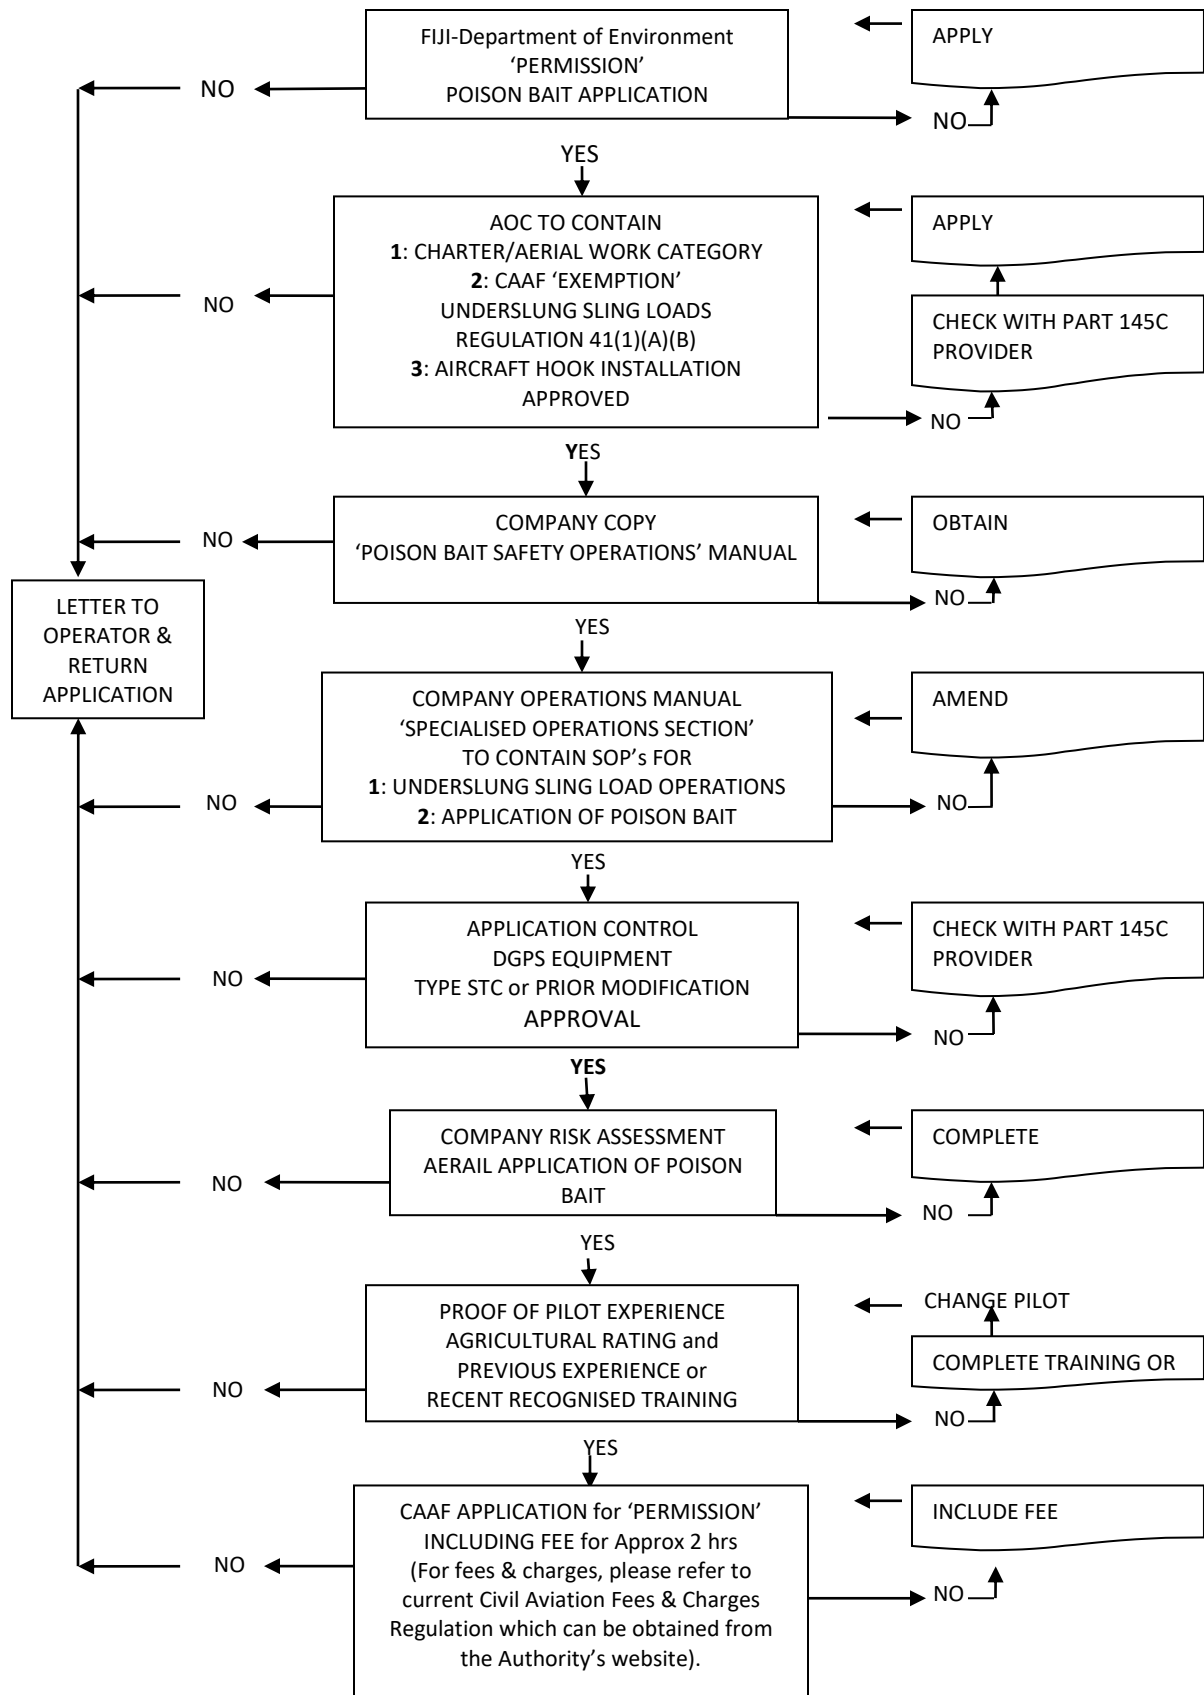 FIJI-Department of Environment
‘PERMISSION’
POISON BAIT APPLICATION
APPLY
NO
NO
YES
AOC TO CONTAIN
1: CHARTER/AERIAL WORK CATEGORY
2: CAAF ‘EXEMPTION’
UNDERSLUNG SLING LOADS
REGULATION 41(1)(A)(B)
3: AIRCRAFT HOOK INSTALLATION
APPROVED
APPLY
CHECK WITH PART 145C
PROVIDER
NO
NO
YES
COMPANY COPY
‘POISON BAIT SAFETY OPERATIONS’ MANUAL
OBTAIN
NO
NO
LETTER TO
OPERATOR &
RETURN
APPLICATION
YES
COMPANY OPERATIONS MANUAL
‘SPECIALISED OPERATIONS SECTION’
TO CONTAIN SOP's FOR
1: UNDERSLUNG SLING LOAD OPERATIONS
2: APPLICATION OF POISON BAIT
AMEND
NO
NO
YES
APPLICATION CONTROL
DGPS EQUIPMENT
TYPE STC or PRIOR MODIFICATION
APPROVAL
CHECK WITH PART 145C
PROVIDER
NO
NO
YES
COMPANY RISK ASSESSMENT
AERAIL APPLICATION OF POISON
BAIT
COMPLETE
NO
NO
YES
PROOF OF PILOT EXPERIENCE
AGRICULTURAL RATING and
PREVIOUS EXPERIENCE or
RECENT RECOGNISED TRAINING
CHANGE PILOT
COMPLETE TRAINING OR
NO
NO
YES
CAAF APPLICATION for ‘PERMISSION’
INCLUDING FEE for Approx 2 hrs
(For fees & charges, please refer to
current Civil Aviation Fees & Charges
Regulation which can be obtained from
the Authority’s website).
INCLUDE FEE
NO
NO